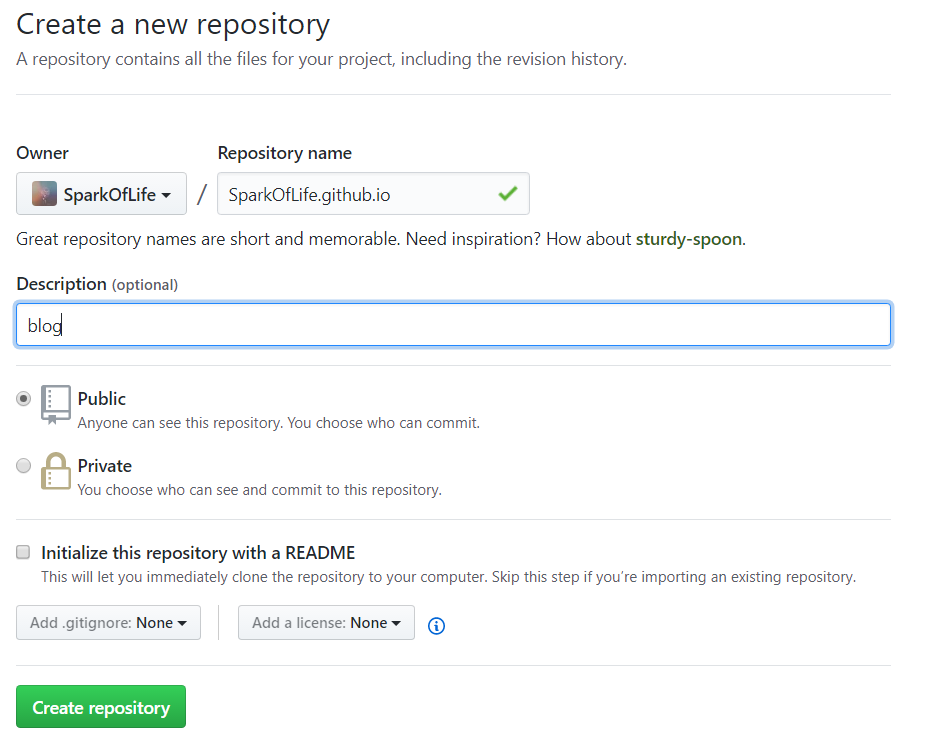 Create a new repository
A repository contains all the files for your project, including the revision history.
Owner
Repository name
SparkOfLife
/
SparkOfLife.github.io
Great repository names are short and memorable. Need inspiration? How about sturdy-spoon.
Description (optional)
blog
Public
Anyone can see this repository. You choose who can commit.
Private
You choose who can see and commit to this repository.
Initialize this repository with a README
This will let you immediately clone the repository to your computer. Skip this step if you’re importing an existing repository.
Add .gitignore: None
Add a license: None
Create repository